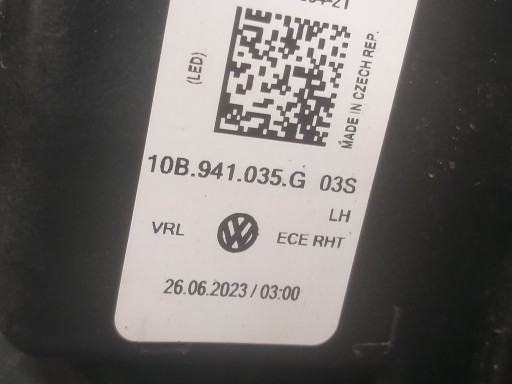 (LED)
MADE IN CZECH REP.
10B.941.035.G 03S
LH
VRL
ECE RHT
26.06.2023 / 03:00